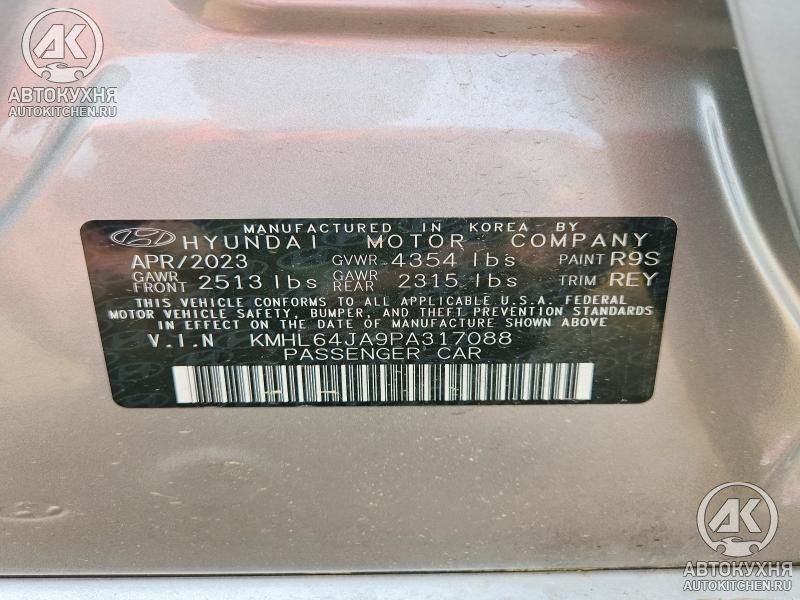 AK
АВТОКУХНЯ
AUTOKITCHEN.RU
MANUFACTURED IN KOREA BY
HYUNDAI MOTOR COMPANY
APR/2023 GVWR 4354 lbs PAINT R9S
GAWR FRONT 2513 lbs GAWR REAR 2315 lbs TRIM REY
THIS VEHICLE CONFORMS TO ALL APPLICABLE U.S.A. FEDERAL
MOTOR VEHICLE SAFETY, BUMPER, AND THEFT PREVENTION STANDARDS
IN EFFECT ON THE DATE OF MANUFACTURE SHOWN ABOVE
V.I.N KMHL64JA9PA317088
PASSENGER CAR
AK
АВТОКУХНЯ
AUTOKITCHEN.RU